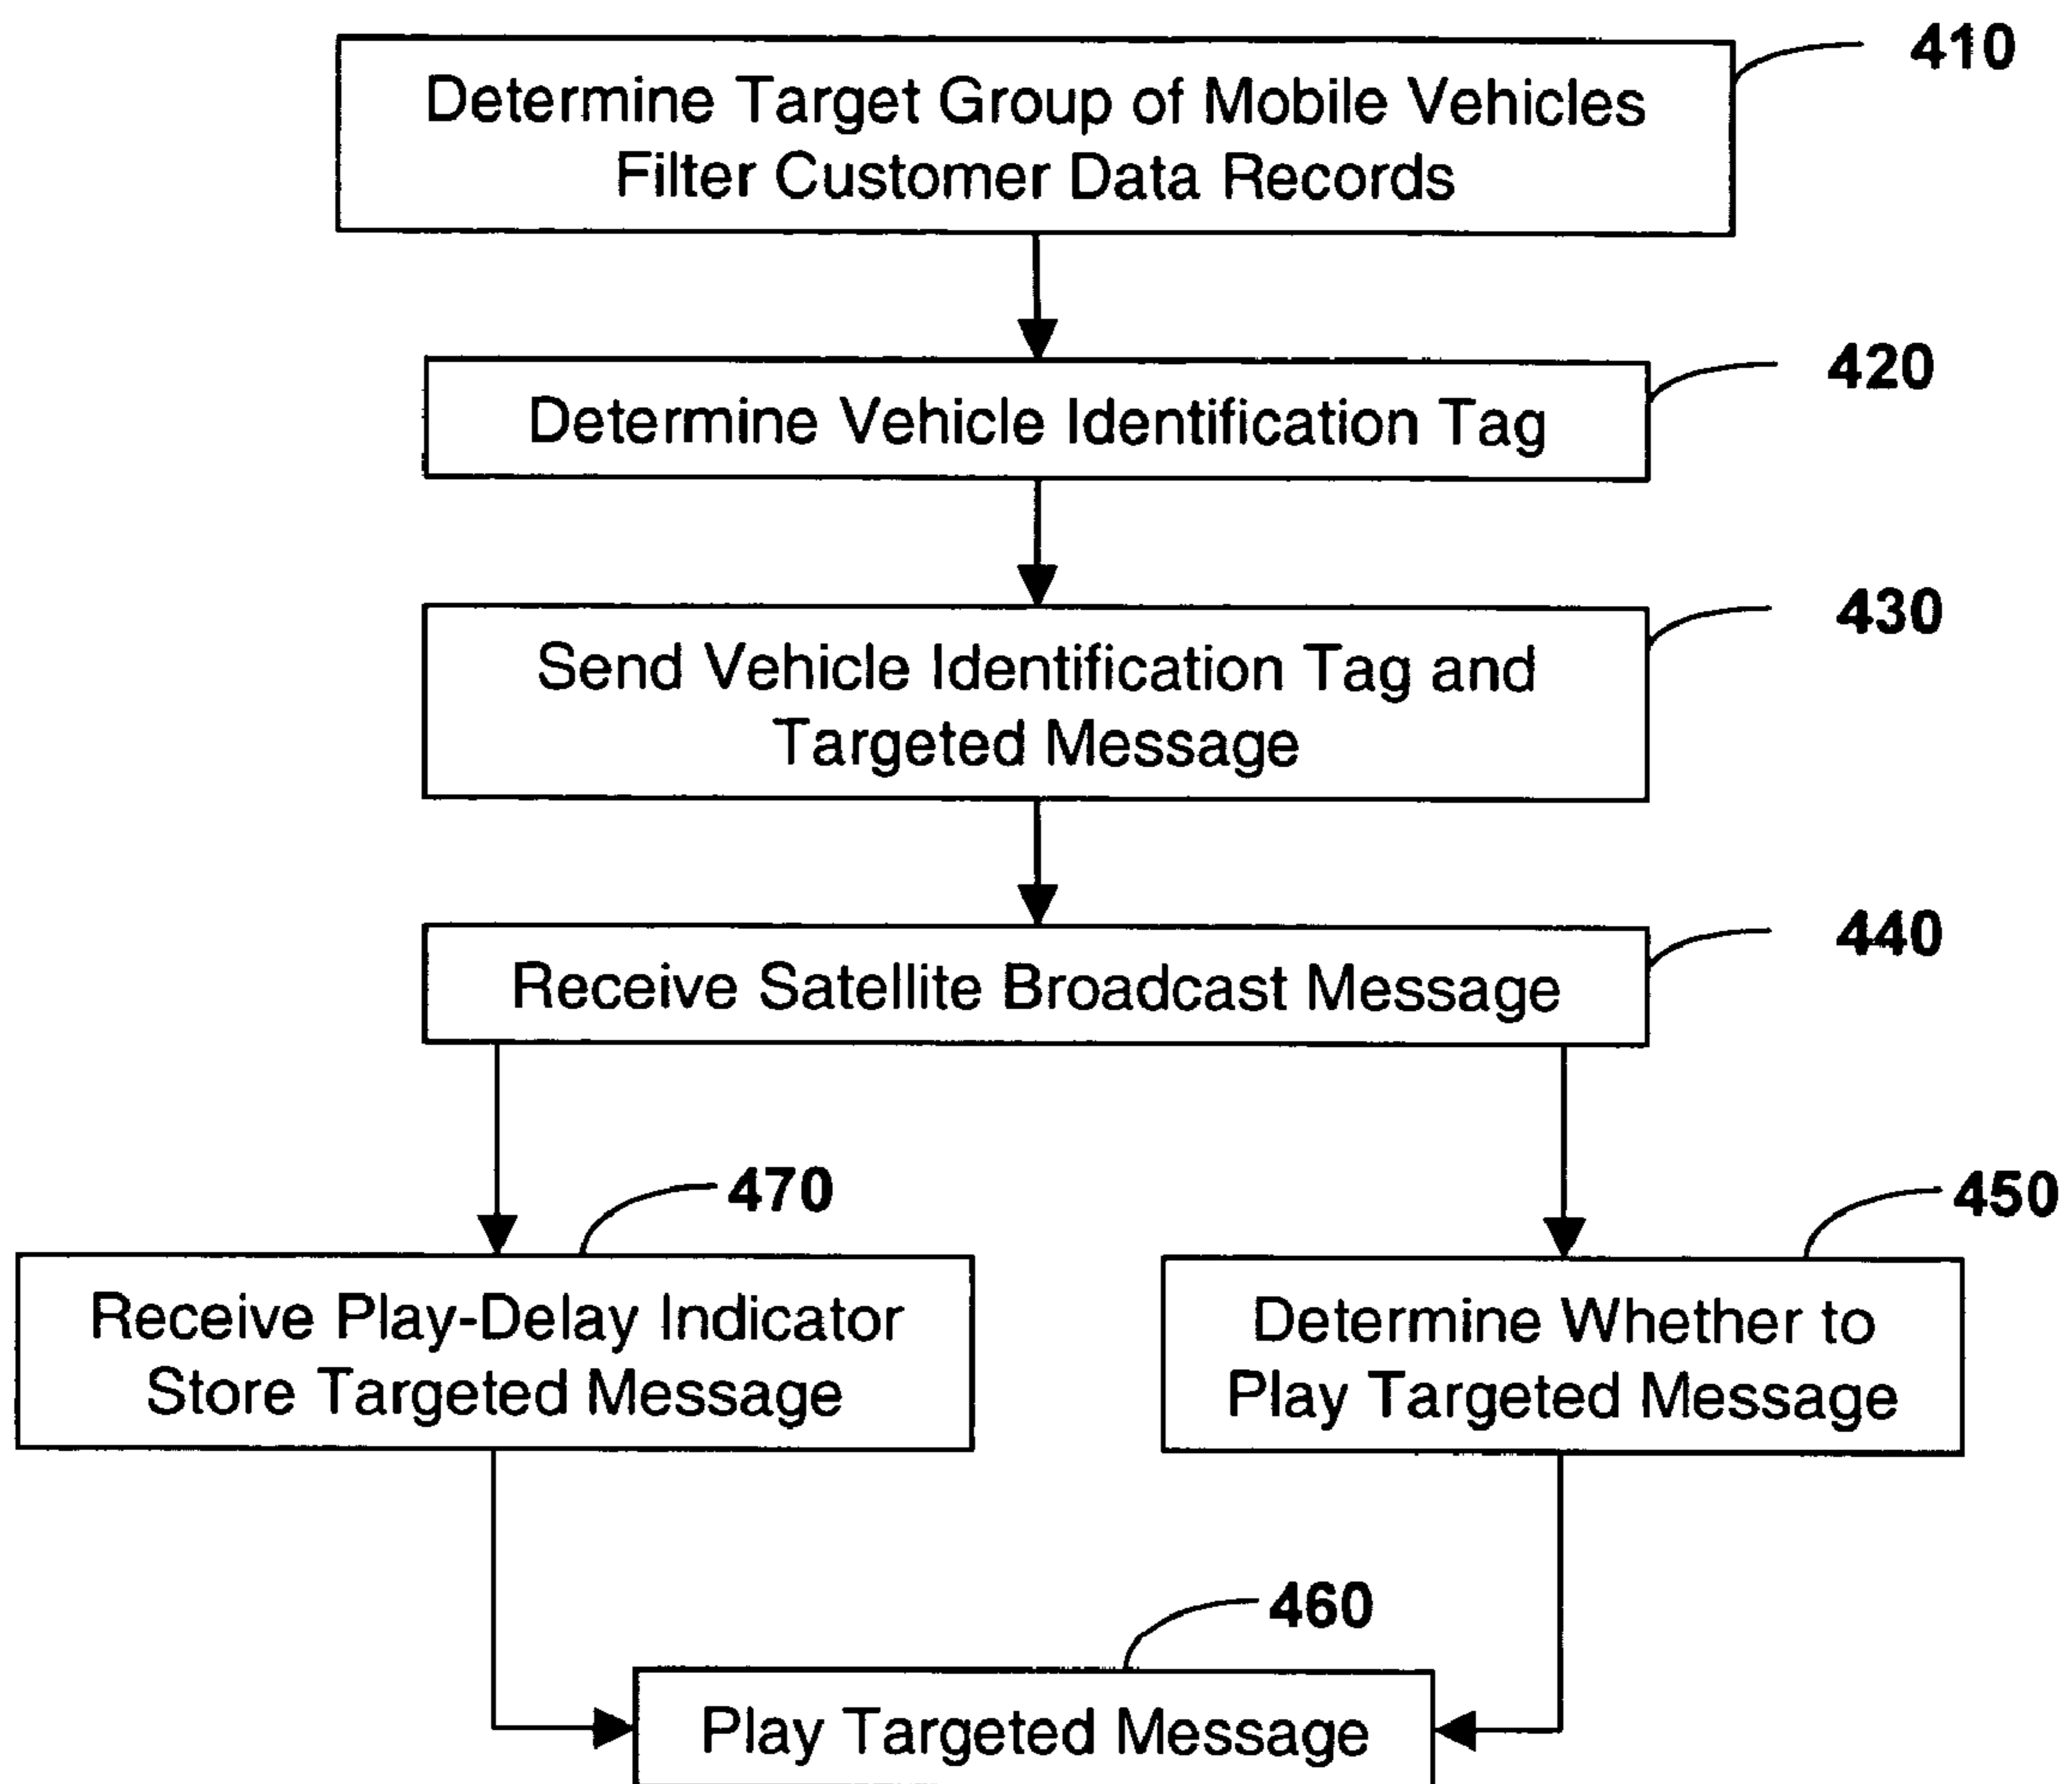 410
Determine Target Group of Mobile Vehicles
Filter Customer Data Records
420
Determine Vehicle Identification Tag
430
Send Vehicle Identification Tag and
Targeted Message
440
Receive Satellite Broadcast Message
470
Receive Play-Delay Indicator
Store Targeted Message
450
Determine Whether to
Play Targeted Message
460
Play Targeted Message